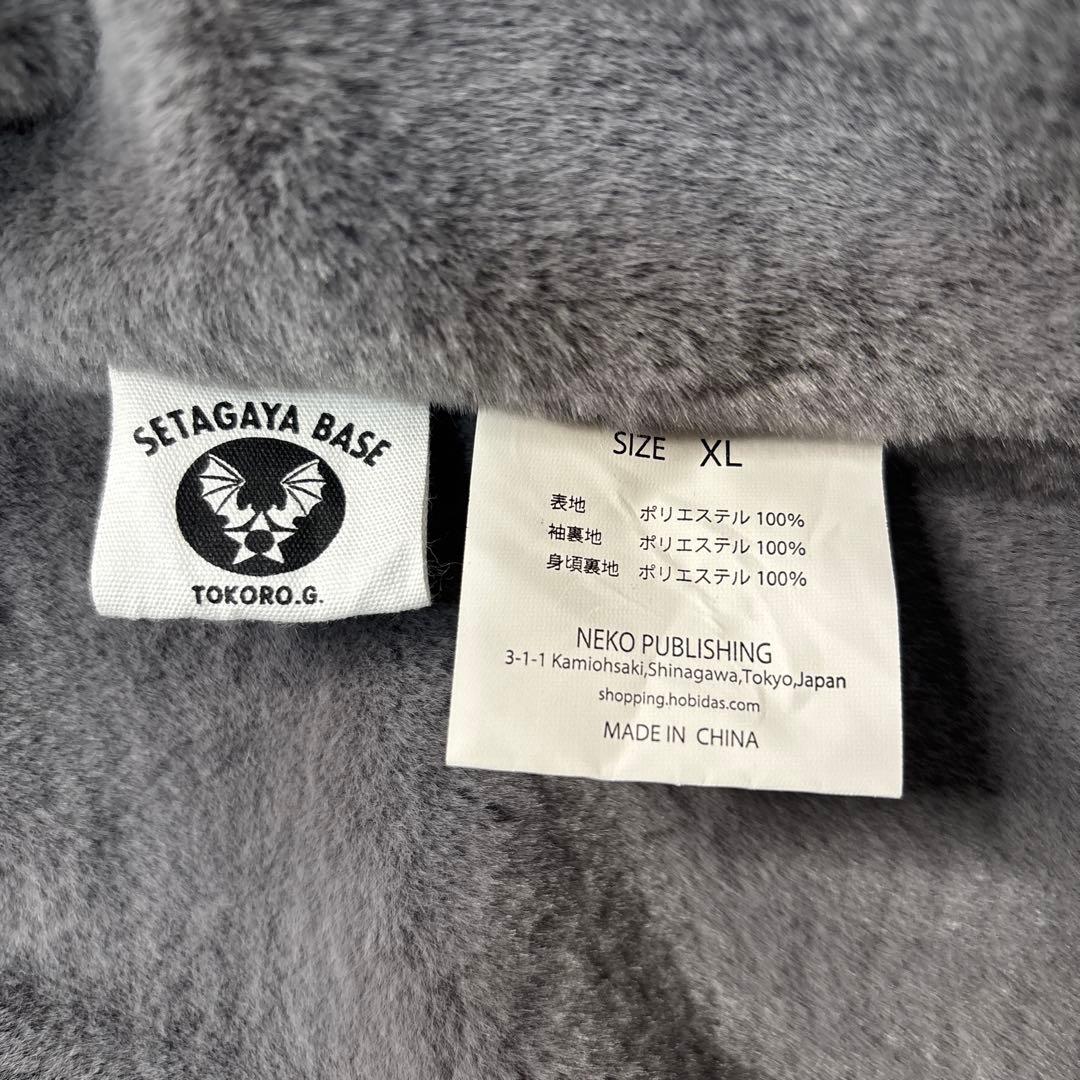 SETAGAYA BASE
TOKORO.G.
SIZE XL
表地 ポリエステル 100%
袖裏地 ポリエステル 100%
身頃裏地 ポリエステル 100%
NEKO PUBLISHING
3-1-1 Kamiohsaki,Shinagawa,Tokyo,Japan
shopping.hobidas.com
MADE IN CHINA